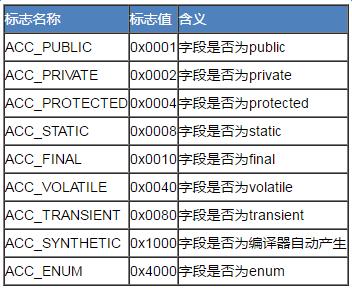 标志名称 标志值 含义
ACC_PUBLIC 0x0001 字段是否为public
ACC_PRIVATE 0x0002 字段是否为private
ACC_PROTECTED 0x0004 字段是否为protected
ACC_STATIC 0x0008 字段是否为static
ACC_FINAL 0x0010 字段是否为final
ACC_VOLATILE 0x0040 字段是否为volatile
ACC_TRANSIENT 0x0080 字段是否为transient
ACC_SYNTHETIC 0x1000 字段是否为编译器自动产生
ACC_ENUM 0x4000 字段是否为enum